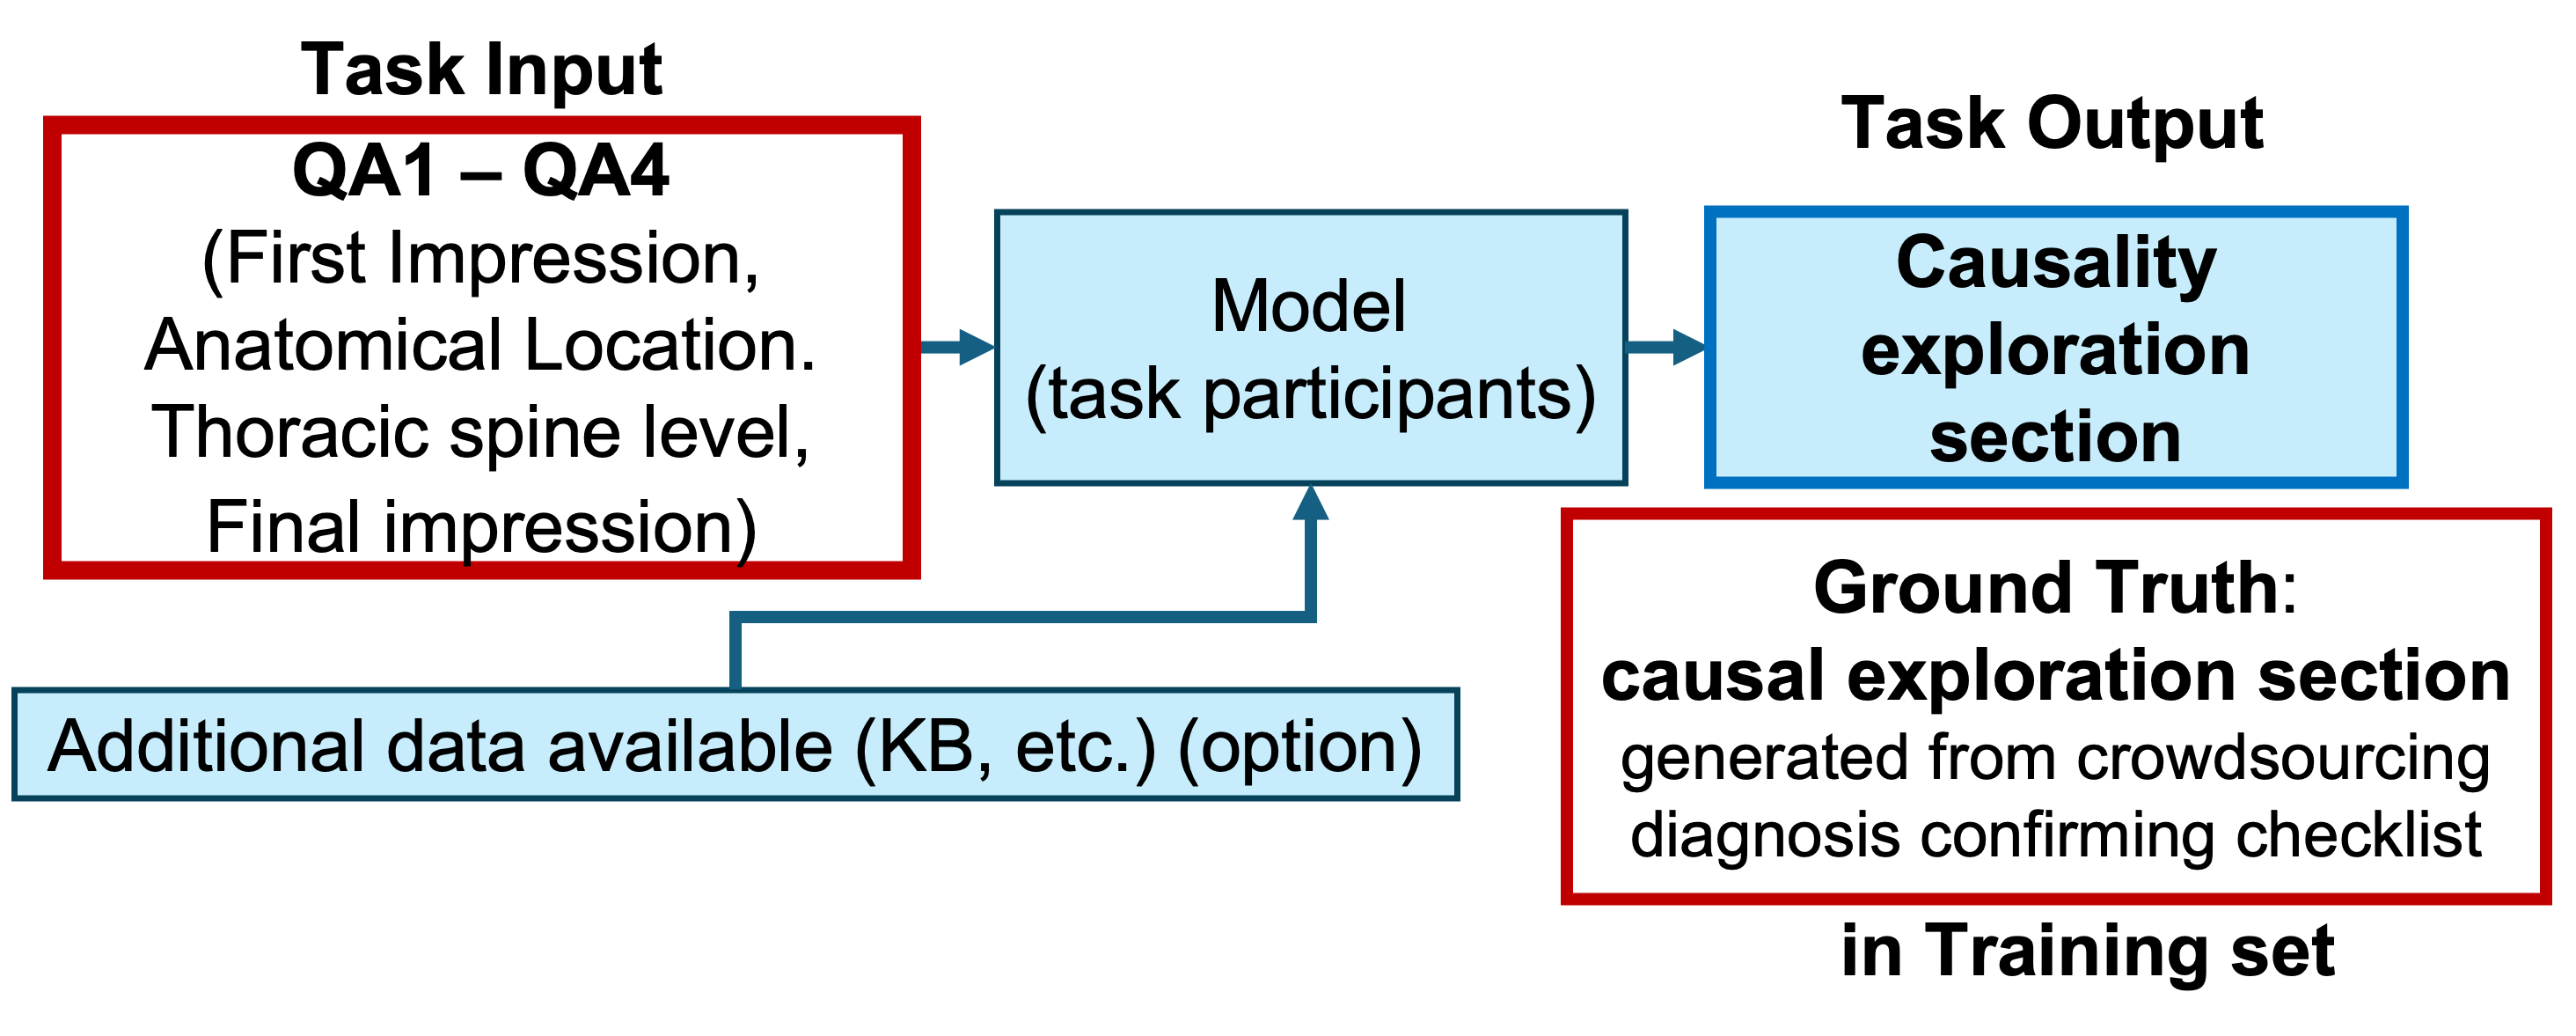 Task Input
QA1 – QA4
(First Impression,
Anatomical Location.
Thoracic spine level,
Final impression)
Model
(task participants)
Task Output
Causality
exploration
section
Additional data available (KB, etc.) (option)
Ground Truth:
causal exploration section
generated from crowdsourcing
diagnosis confirming checklist
in Training set